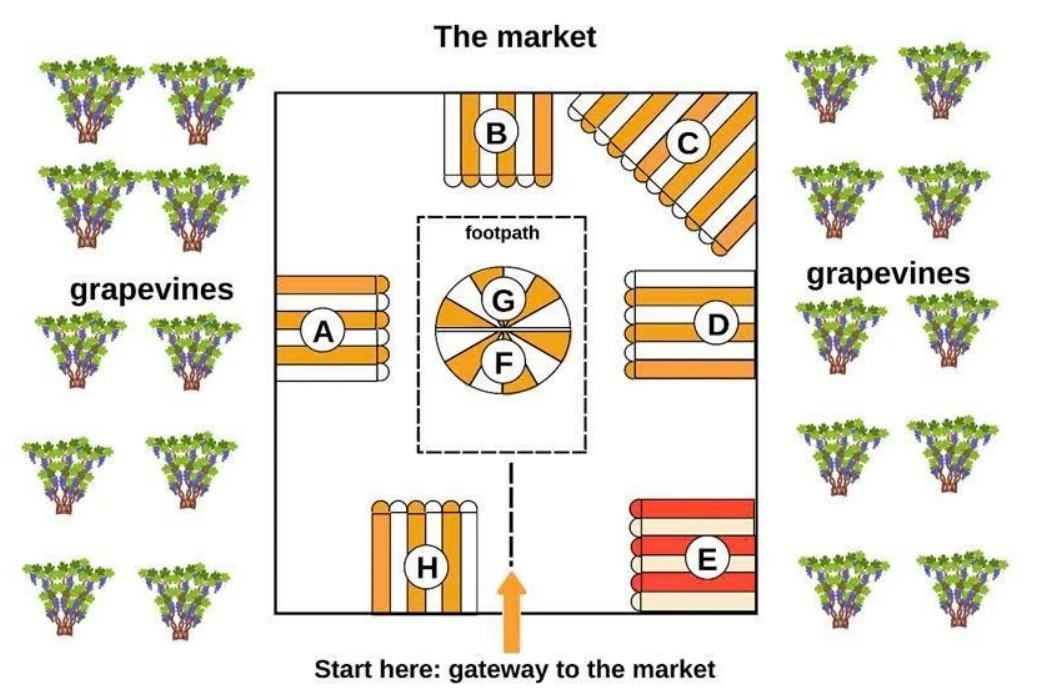 The market
B
C
footpath
grapevines
grapevines
G
A
D
F
H
E
Start here: gateway to the market